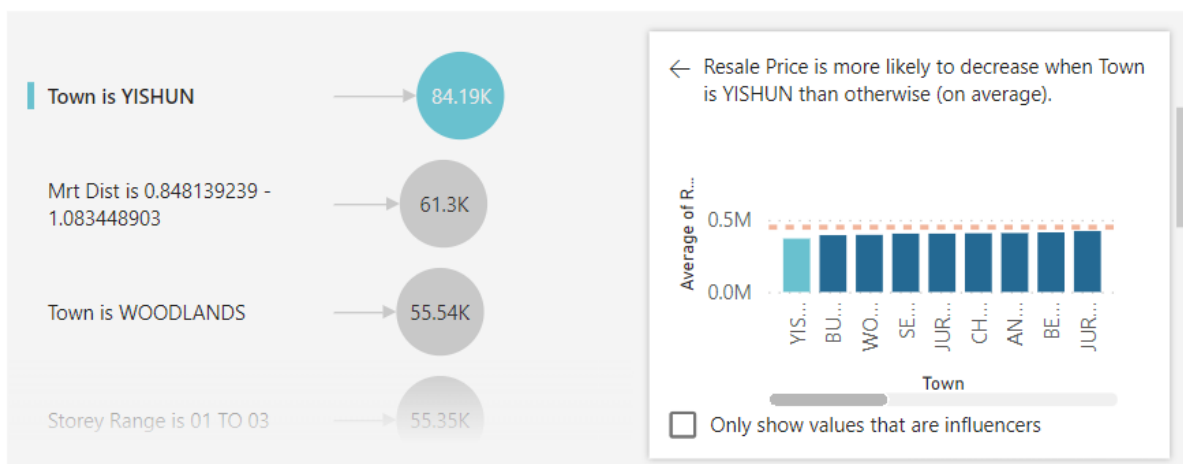 Town is YISHUN
84.19K
Mrt Dist is 0.848139239 -
1.083448903
61.3K
Town is WOODLANDS
55.54K
Storey Range is 01 TO 03
55.35K
← Resale Price is more likely to decrease when Town
is YISHUN than otherwise (on average).
Average of R...
0.5M
0.0M
YIS...
BU...
WO...
SE...
JUR...
CH...
AN...
BE...
JUR...
Town
Only show values that are influencers